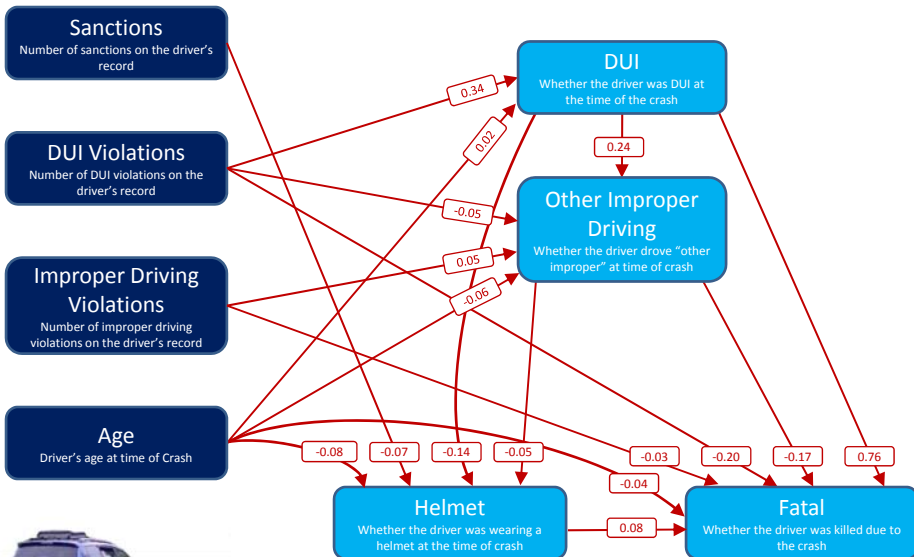 Sanctions
Number of sanctions on the driver's
record
DUI Violations
Number of DUI violations on the
driver's record
Improper Driving
Violations
Number of improper driving
violations on the driver's record
Age
Driver's age at time of Crash
DUI
Whether the driver was DUI at
the time of the crash
Other Improper
Driving
Whether the driver drove "other
improper" at time of crash
Helmet
Whether the driver was wearing a
helmet at the time of crash
Fatal
Whether the driver was killed due to
the crash
0.34
0.02
0.24
-0.05
0.05
-0.06
-0.08
-0.07
-0.14
-0.05
-0.03
-0.20
-0.17
0.76
-0.04
0.08